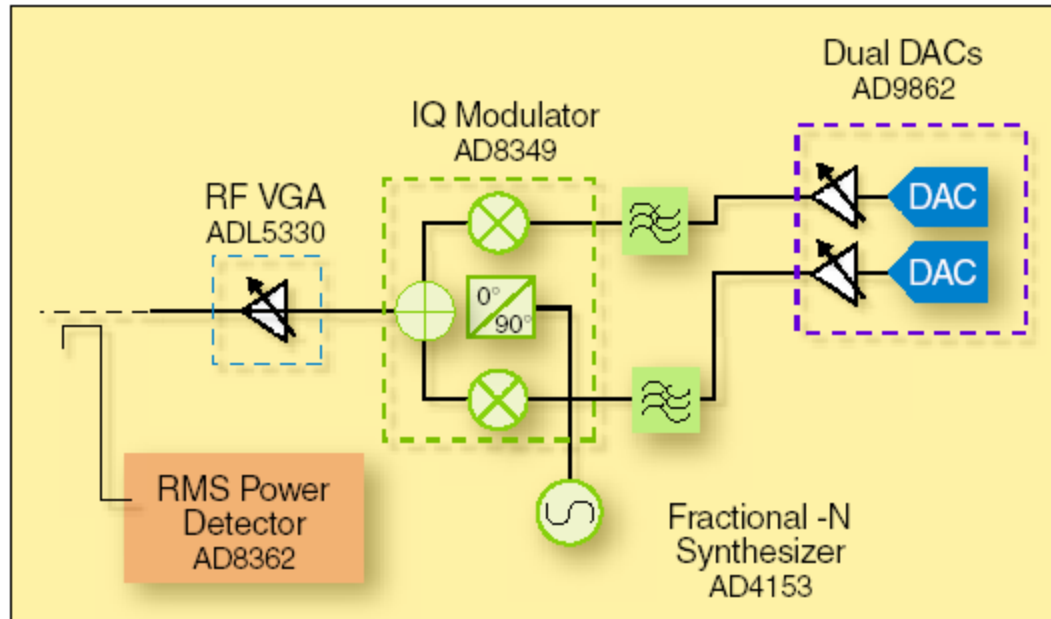 Dual DACs
AD9862
IQ Modulator
AD8349
RF VGA
ADL5330
DAC
DAC
0°
90°
RMS Power
Detector
AD8362
Fractional -N
Synthesizer
AD4153